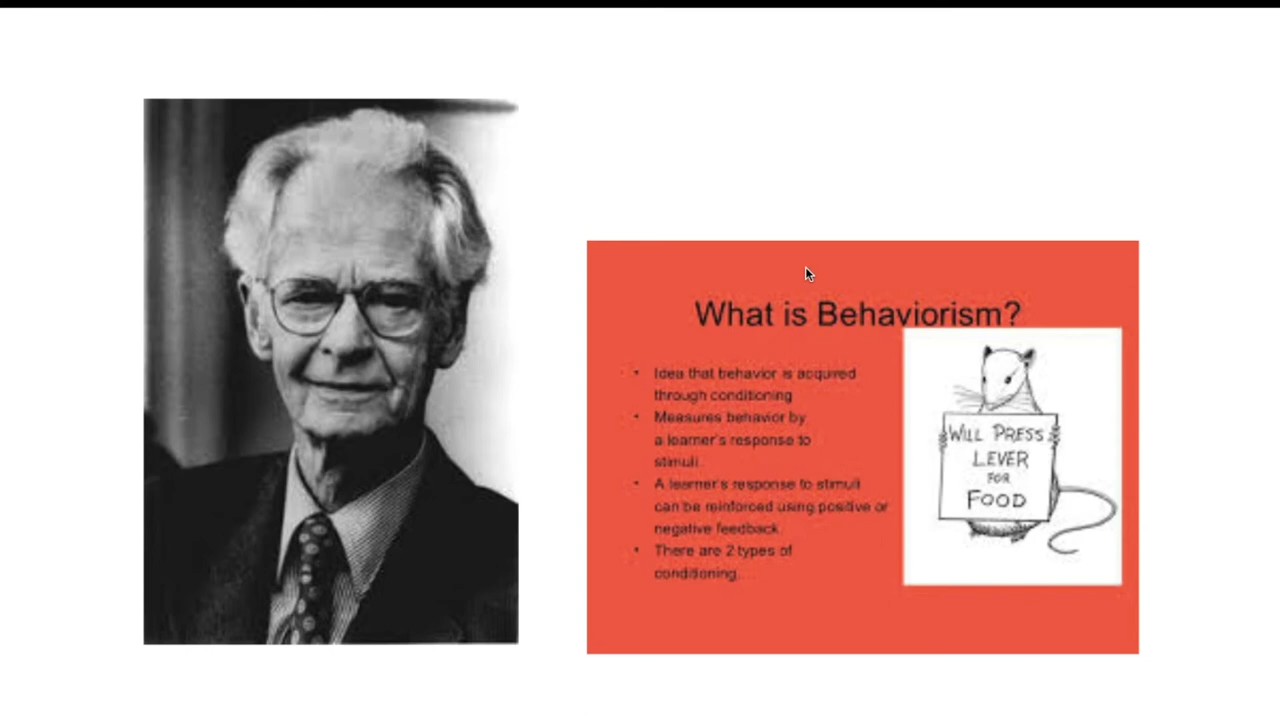 What is Behaviorism?
• Idea that behavior is acquired
through conditioning
• Measures behavior by
a learner's response to
stimuli.
• A learner's response to stimuli
can be reinforced using positive or
negative feedback
• There are 2 types of
conditioning.
WILL PRESS
LEVER
FOR
FOOD